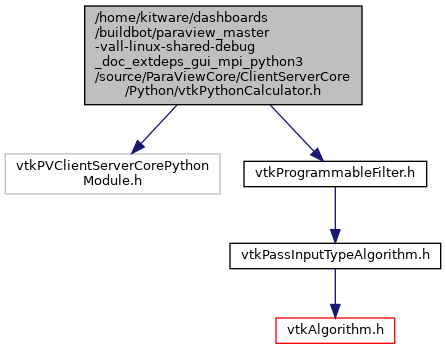 /home/kitware/dashboards
/buildbot/paraview_master
-vall-linux-shared-debug
_doc_extdeps_gui_mpi_python3
/source/ParaViewCore/ClientServerCore
/Python/vtkPythonCalculator.h
vtkPVClientServerCorePython
Module.h
vtkProgrammableFilter.h
vtkPassInputTypeAlgorithm.h
vtkAlgorithm.h